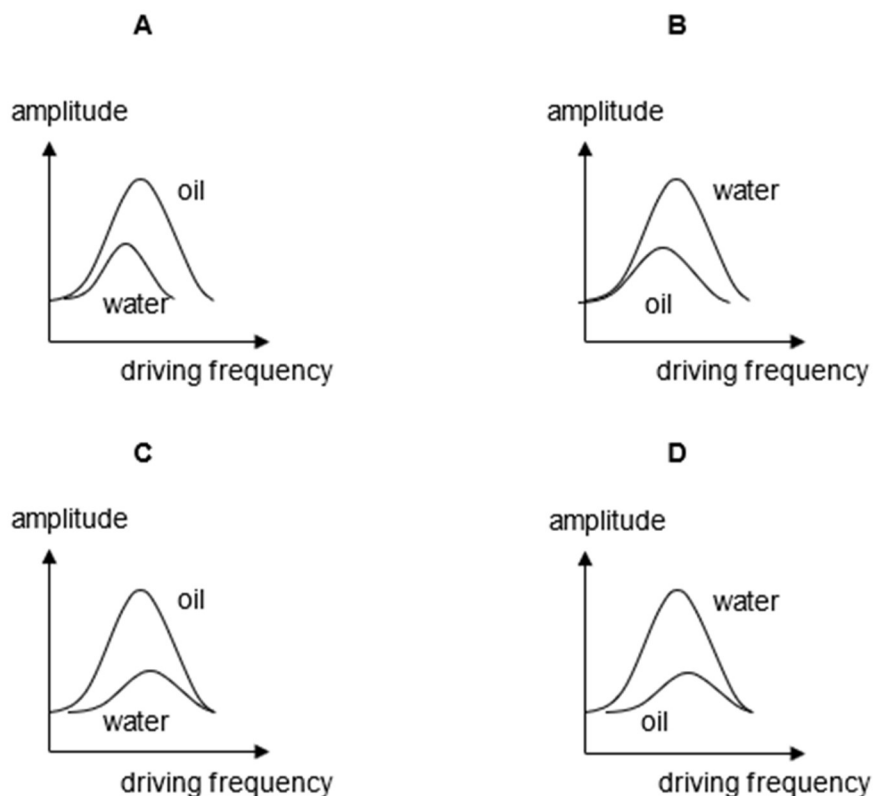 A
amplitude
oil
water
driving frequency
B
amplitude
water
oil
driving frequency
C
amplitude
oil
water
driving frequency
D
amplitude
water
oil
driving frequency